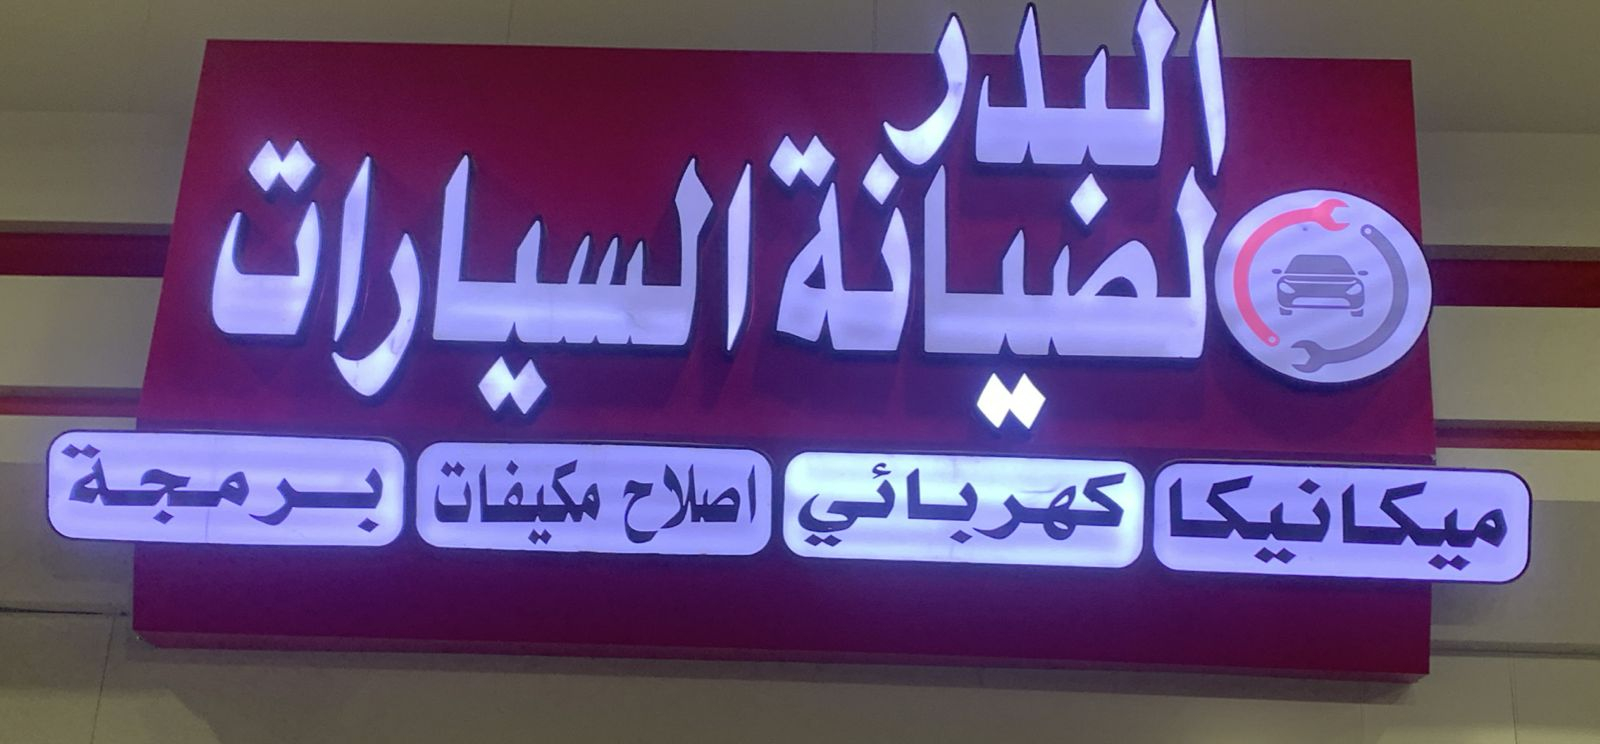 البدر
لصيانة السيارات
ميكانيكا كهربائي اصلاح مكيفات برمجة